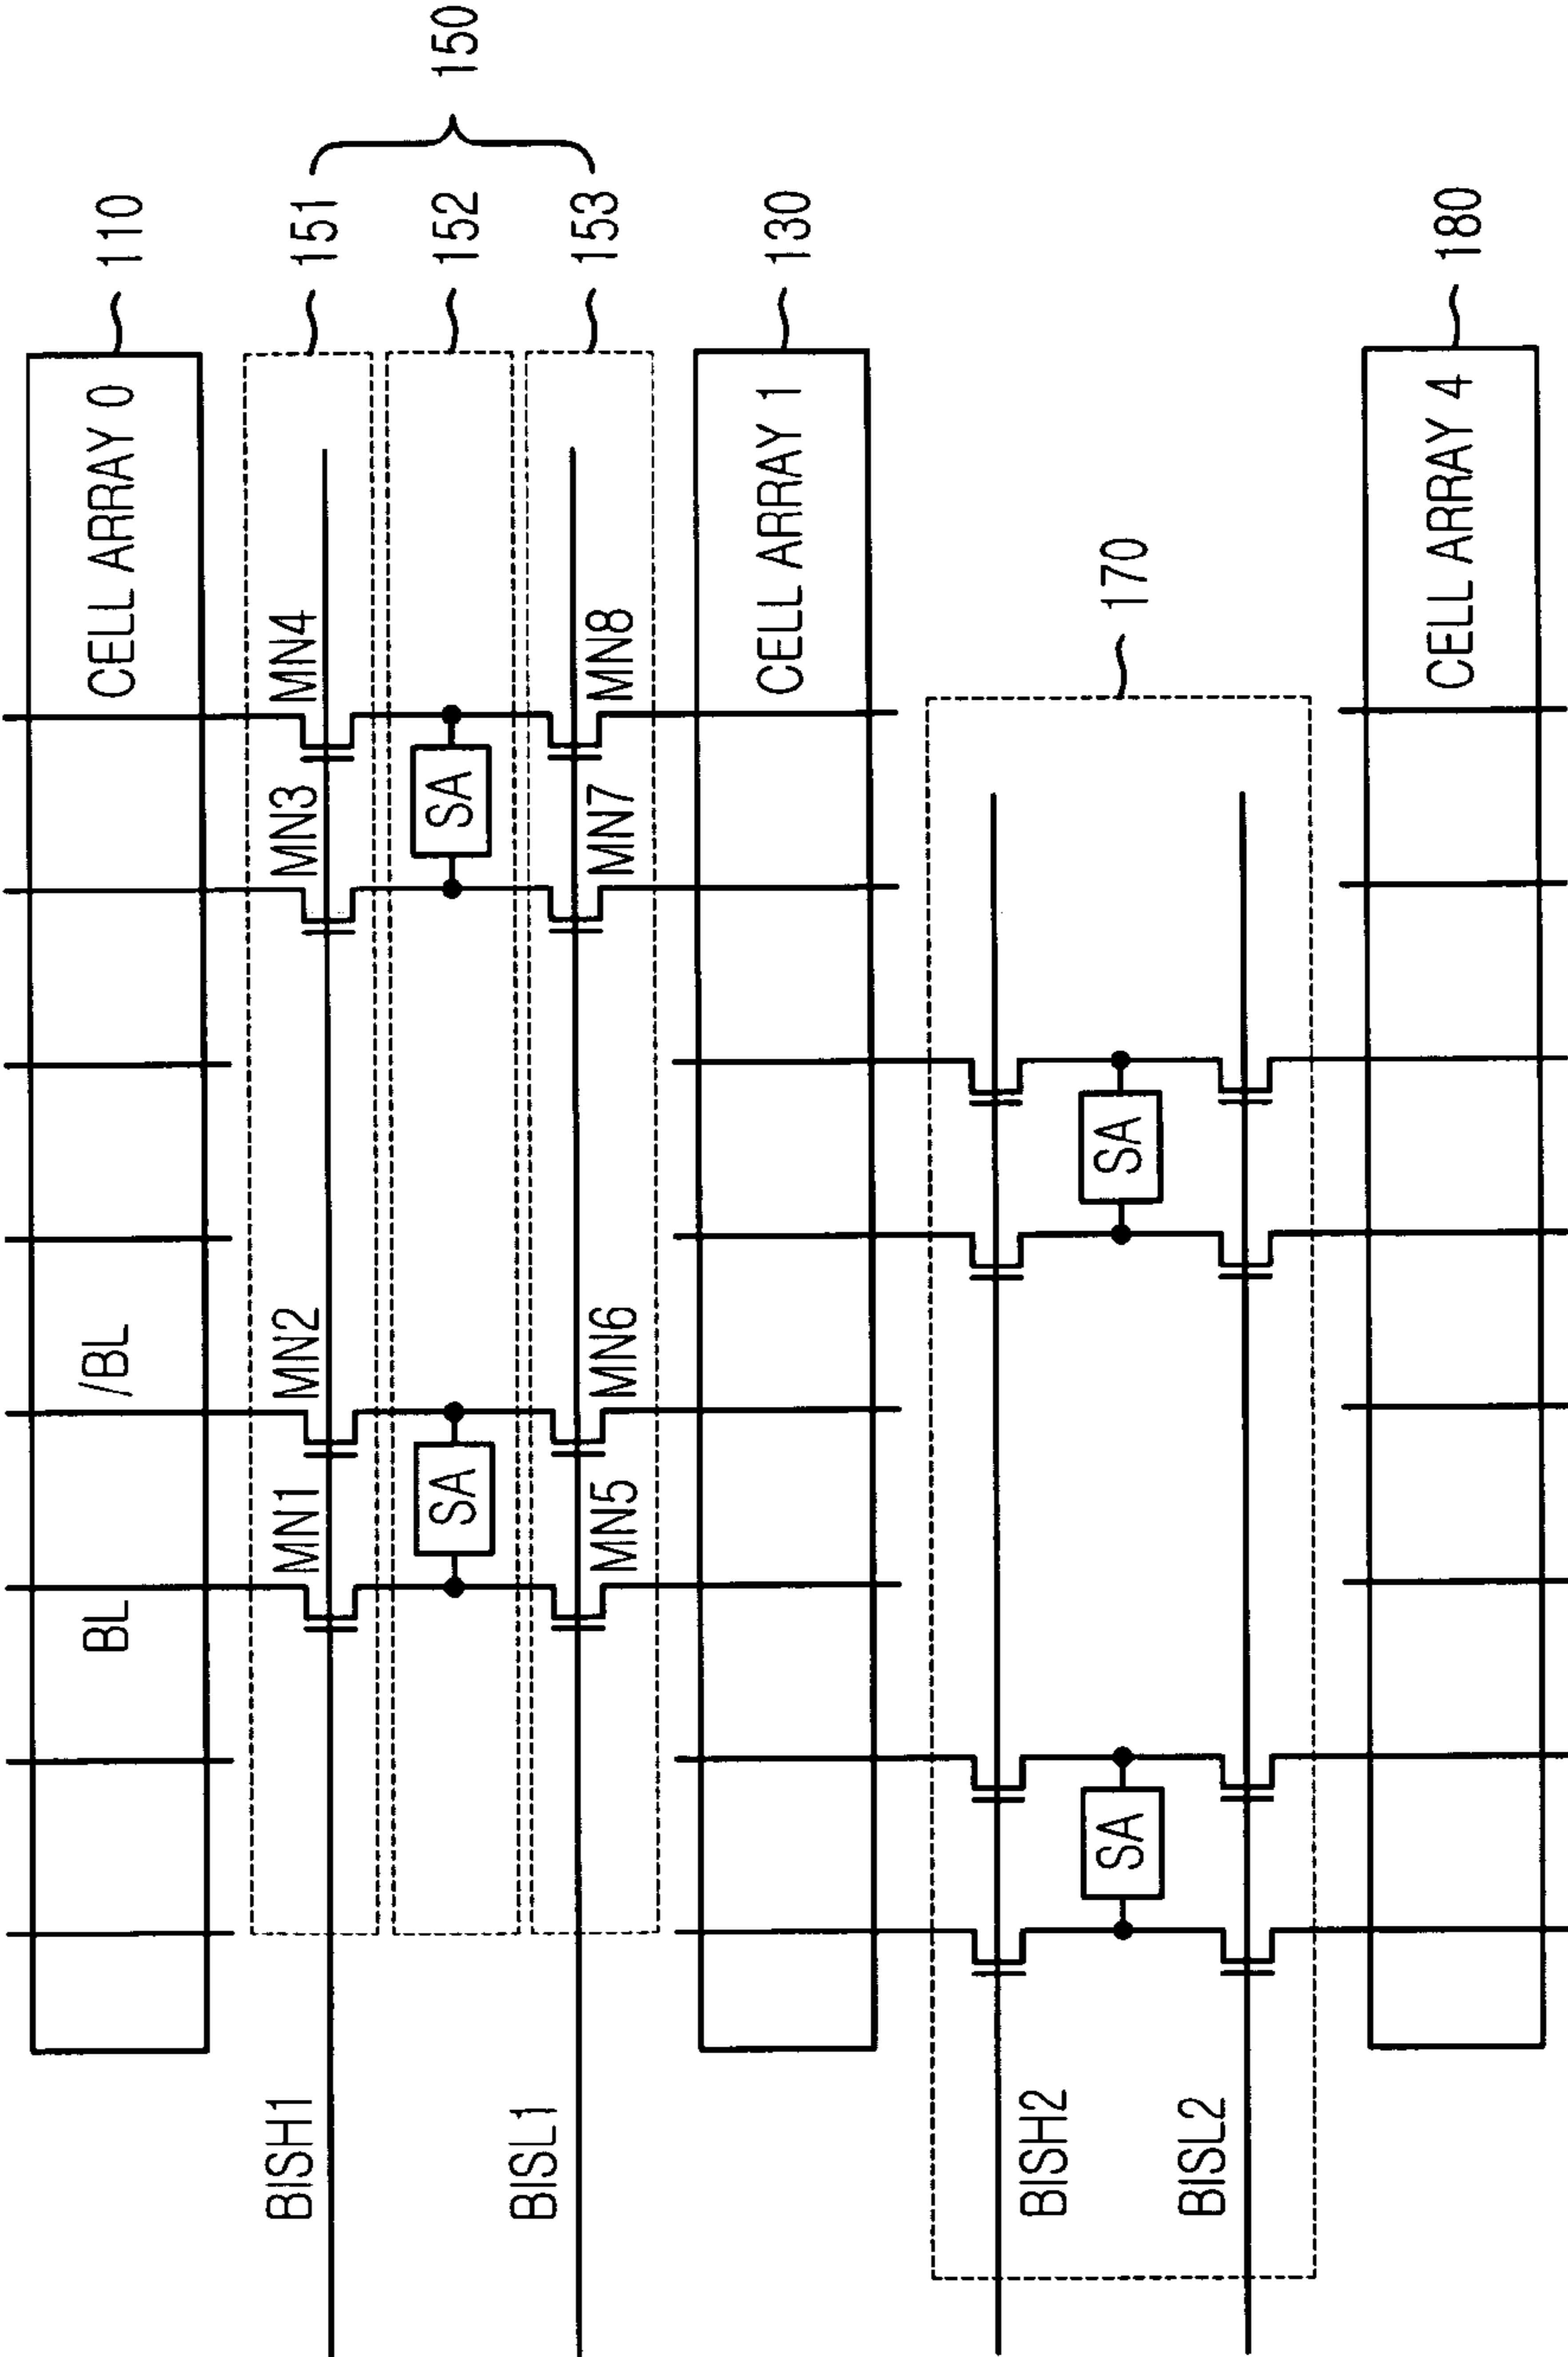 CELL ARRAY 0
110
BL
/BL
BISH1
MN1
MN2
MN3
MN4
151
SA
SA
152
150
BISL1
MN5
MN6
MN7
MN8
153
CELL ARRAY 1
130
BISH2
SA
SA
170
BISL2
CELL ARRAY 4
180